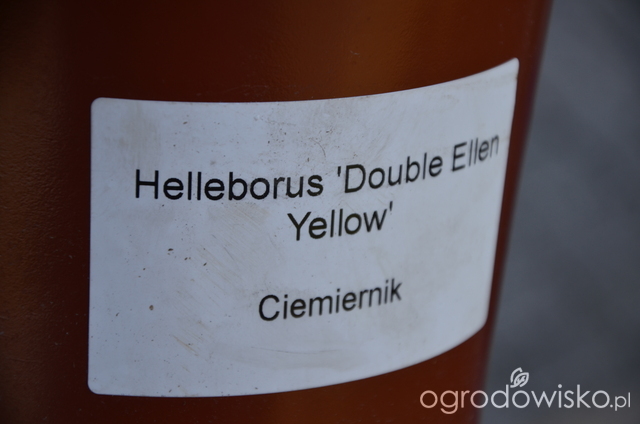 Helleborus 'Double Ellen
Yellow'
Ciemiernik
ogrodowisko.pl